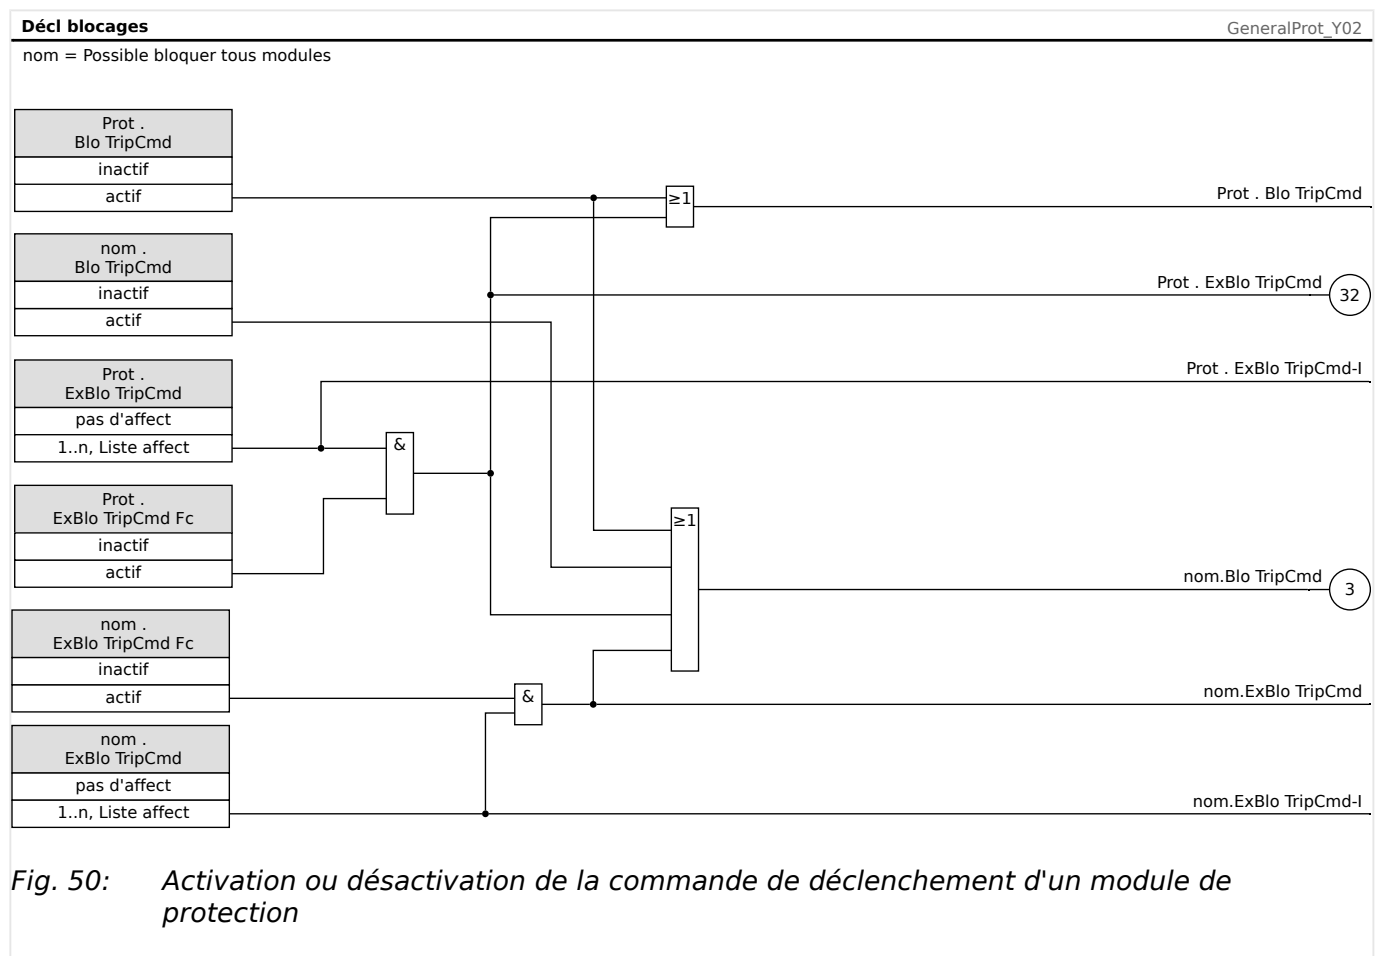 Décl blocages
GeneralProt_Y02
nom = Possible bloquer tous modules
Prot .
Blo TripCmd
inactif
actif
≥1
Prot . Blo TripCmd
nom .
Blo TripCmd
inactif
actif
Prot . ExBlo TripCmd
32
Prot .
ExBlo TripCmd
pas d'affect
1..n, Liste affect
&
Prot . ExBlo TripCmd-I
Prot .
ExBlo TripCmd Fc
inactif
actif
≥1
nom.Blo TripCmd
3
nom .
ExBlo TripCmd Fc
inactif
actif
&
nom.ExBlo TripCmd
nom .
ExBlo TripCmd
pas d'affect
1..n, Liste affect
nom.ExBlo TripCmd-I
Fig. 50: Activation ou désactivation de la commande de déclenchement d'un module de
protection